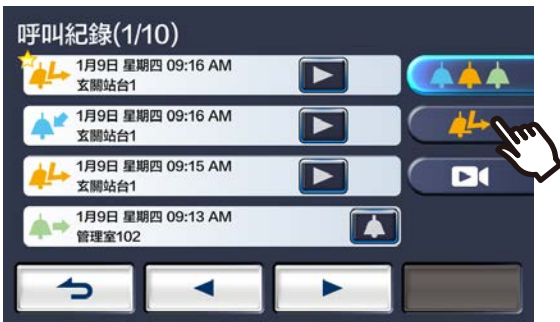 呼叫紀錄(1/10)
1月9日 星期四 09:16 AM
玄關站台1
1月9日 星期四 09:16 AM
玄關站台1
1月9日 星期四 09:15 AM
玄關站台1
1月9日 星期四 09:13 AM
管理室102